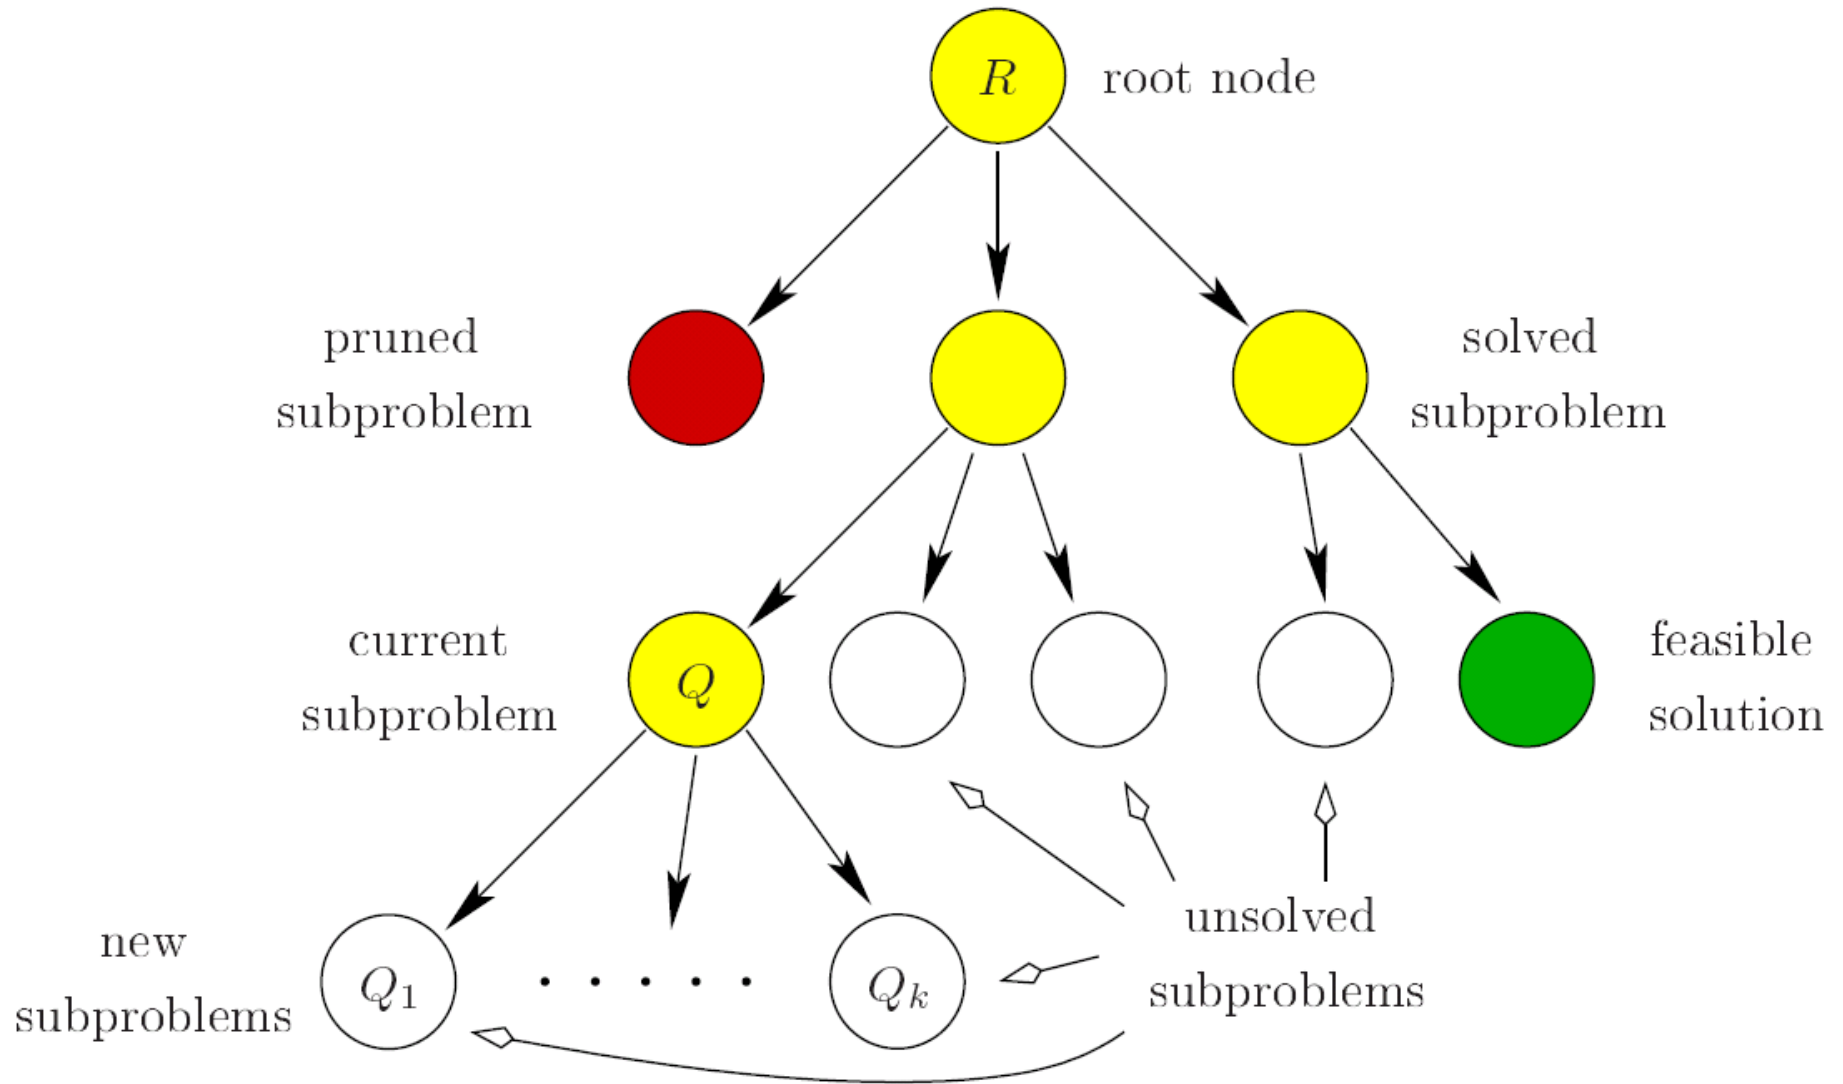 R
root node
pruned
subproblem
solved
subproblem
current
subproblem
Q
feasible
solution
new
subproblems
Q1
. . . . .
Qk
unsolved
subproblems